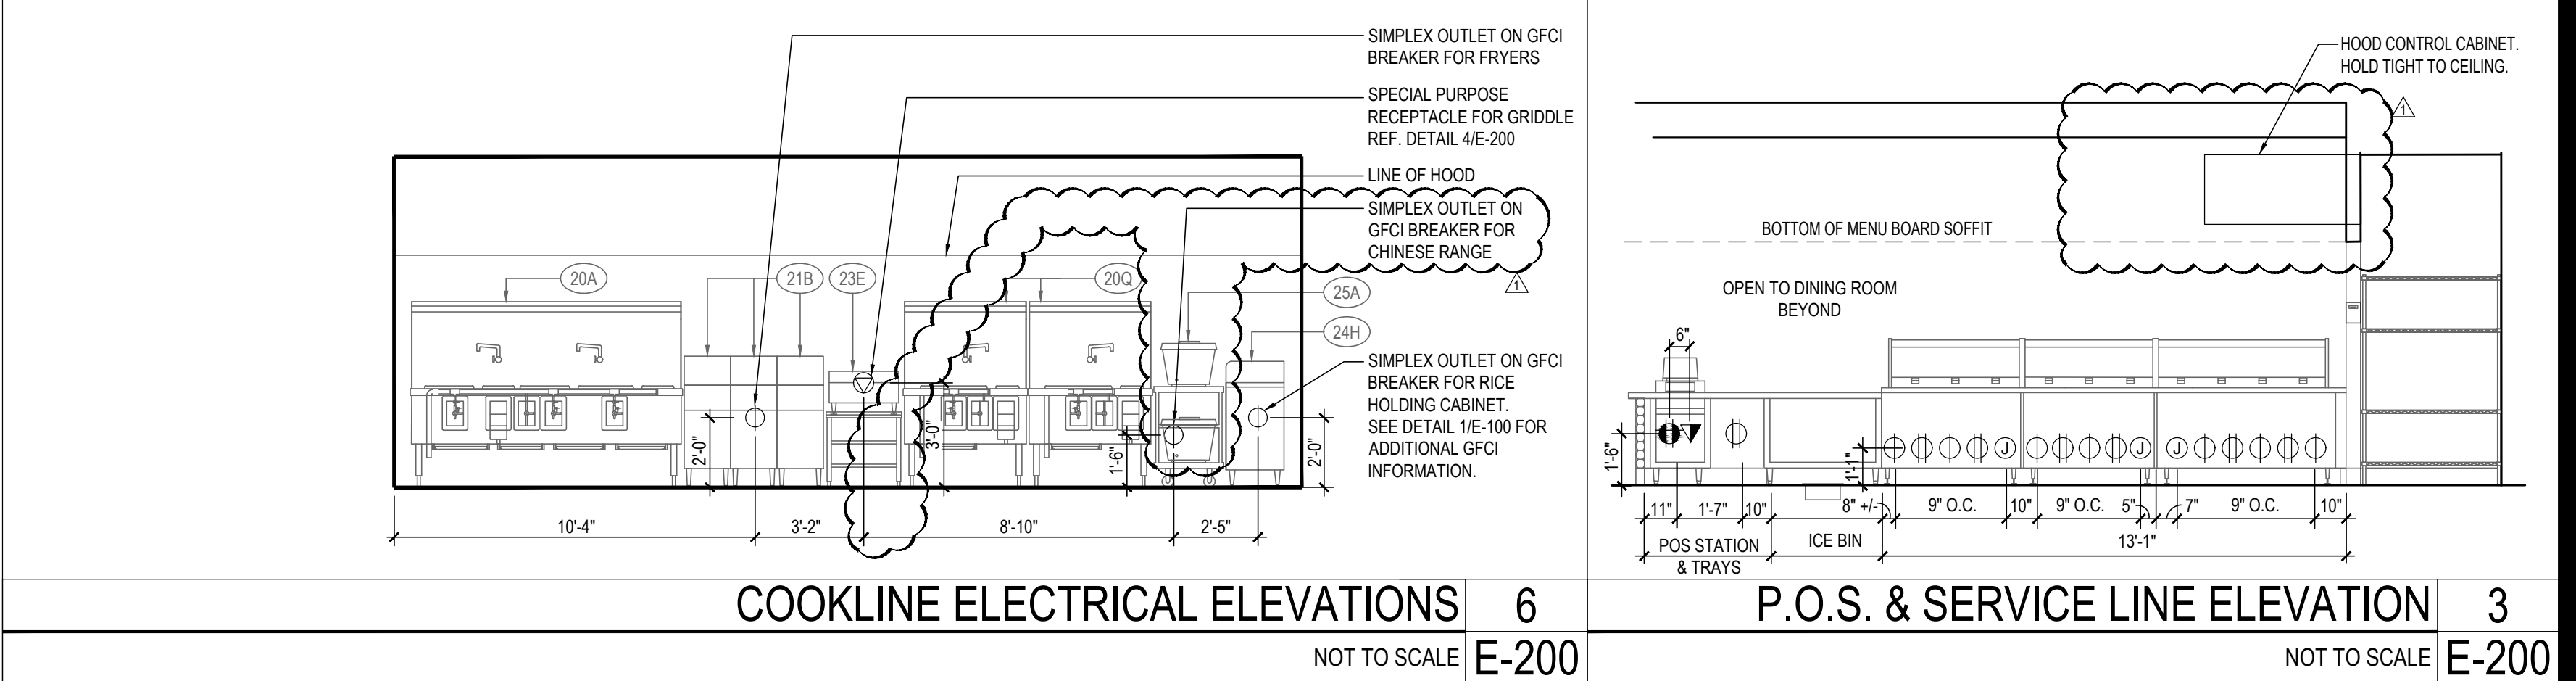 SIMPLEX OUTLET ON GFCI
BREAKER FOR FRYERS
SPECIAL PURPOSE
RECEPTACLE FOR GRIDDLE
REF. DETAIL 4/E-200
LINE OF HOOD
SIMPLEX OUTLET ON
GFCI BREAKER FOR
CHINESE RANGE
1
20A
21B
23E
20Q
25A
24H
SIMPLEX OUTLET ON GFCI
BREAKER FOR RICE
HOLDING CABINET.
SEE DETAIL 1/E-100 FOR
ADDITIONAL GFCI
INFORMATION.
2'-0"
3'-0"
1'-6"
2'-0"
10'-4"
3'-2"
8'-10"
2'-5"
COOKLINE ELECTRICAL ELEVATIONS
6
NOT TO SCALE
E-200
HOOD CONTROL CABINET.
HOLD TIGHT TO CEILING.
1
BOTTOM OF MENU BOARD SOFFIT
OPEN TO DINING ROOM
BEYOND
6"
1'-6"
1'-1"
J
J
J
11"
1'-7"
10"
8" +/-
9" O.C.
10"
9" O.C.
5"
7"
9" O.C.
10"
POS STATION
& TRAYS
ICE BIN
13'-1"
P.O.S. & SERVICE LINE ELEVATION
3
NOT TO SCALE
E-200